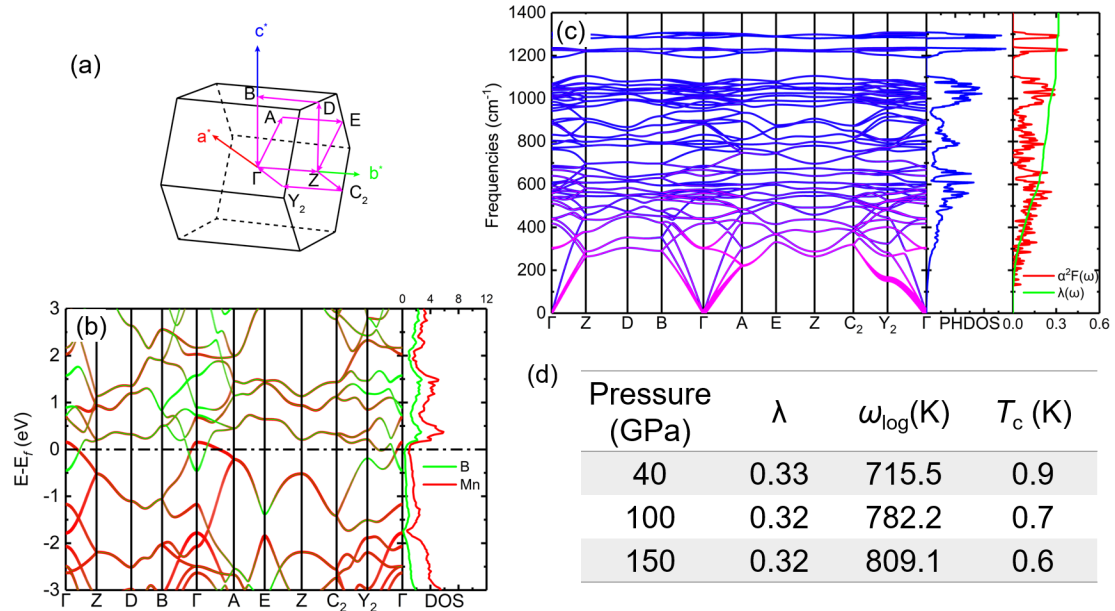 (a)
c*
B
D
A
E
a*
Γ
Z
b*
Y₂
C₂
(b)
0 4 8 12
3
2
1
0
-1
-2
-3
E-E_f (eV)
B
Mn
Γ Z D B Γ A E Z C₂ Y₂ Γ DOS
(c)
1400
1200
1000
800
600
400
200
0
Frequencies (cm⁻¹)
α²F(ω)
λ(ω)
Γ Z D B Γ A E Z C₂ Y₂ Γ PHDOS 0.0 0.3 0.6
(d)
Pressure (GPa) λ ω_log(K) T_c (K)
40 0.33 715.5 0.9
100 0.32 782.2 0.7
150 0.32 809.1 0.6